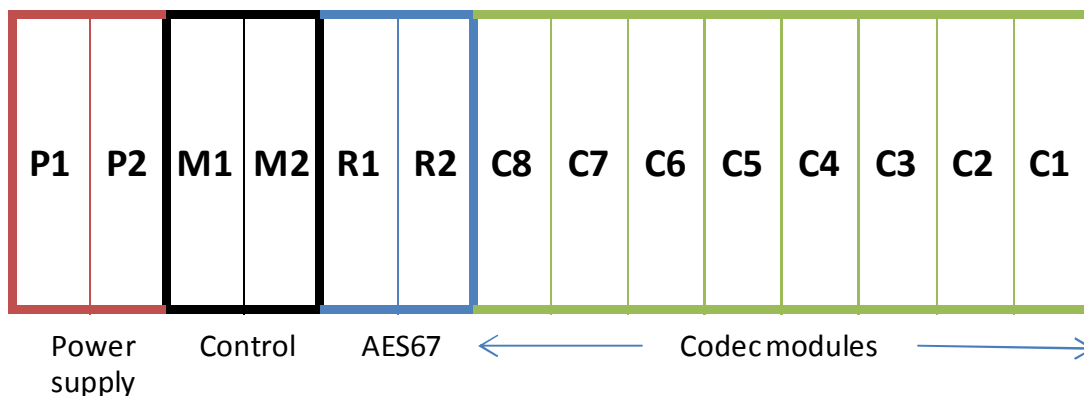 P1 P2 M1 M2 R1 R2 C8 C7 C6 C5 C4 C3 C2 C1
Power Control AES67 Codec modules
supply